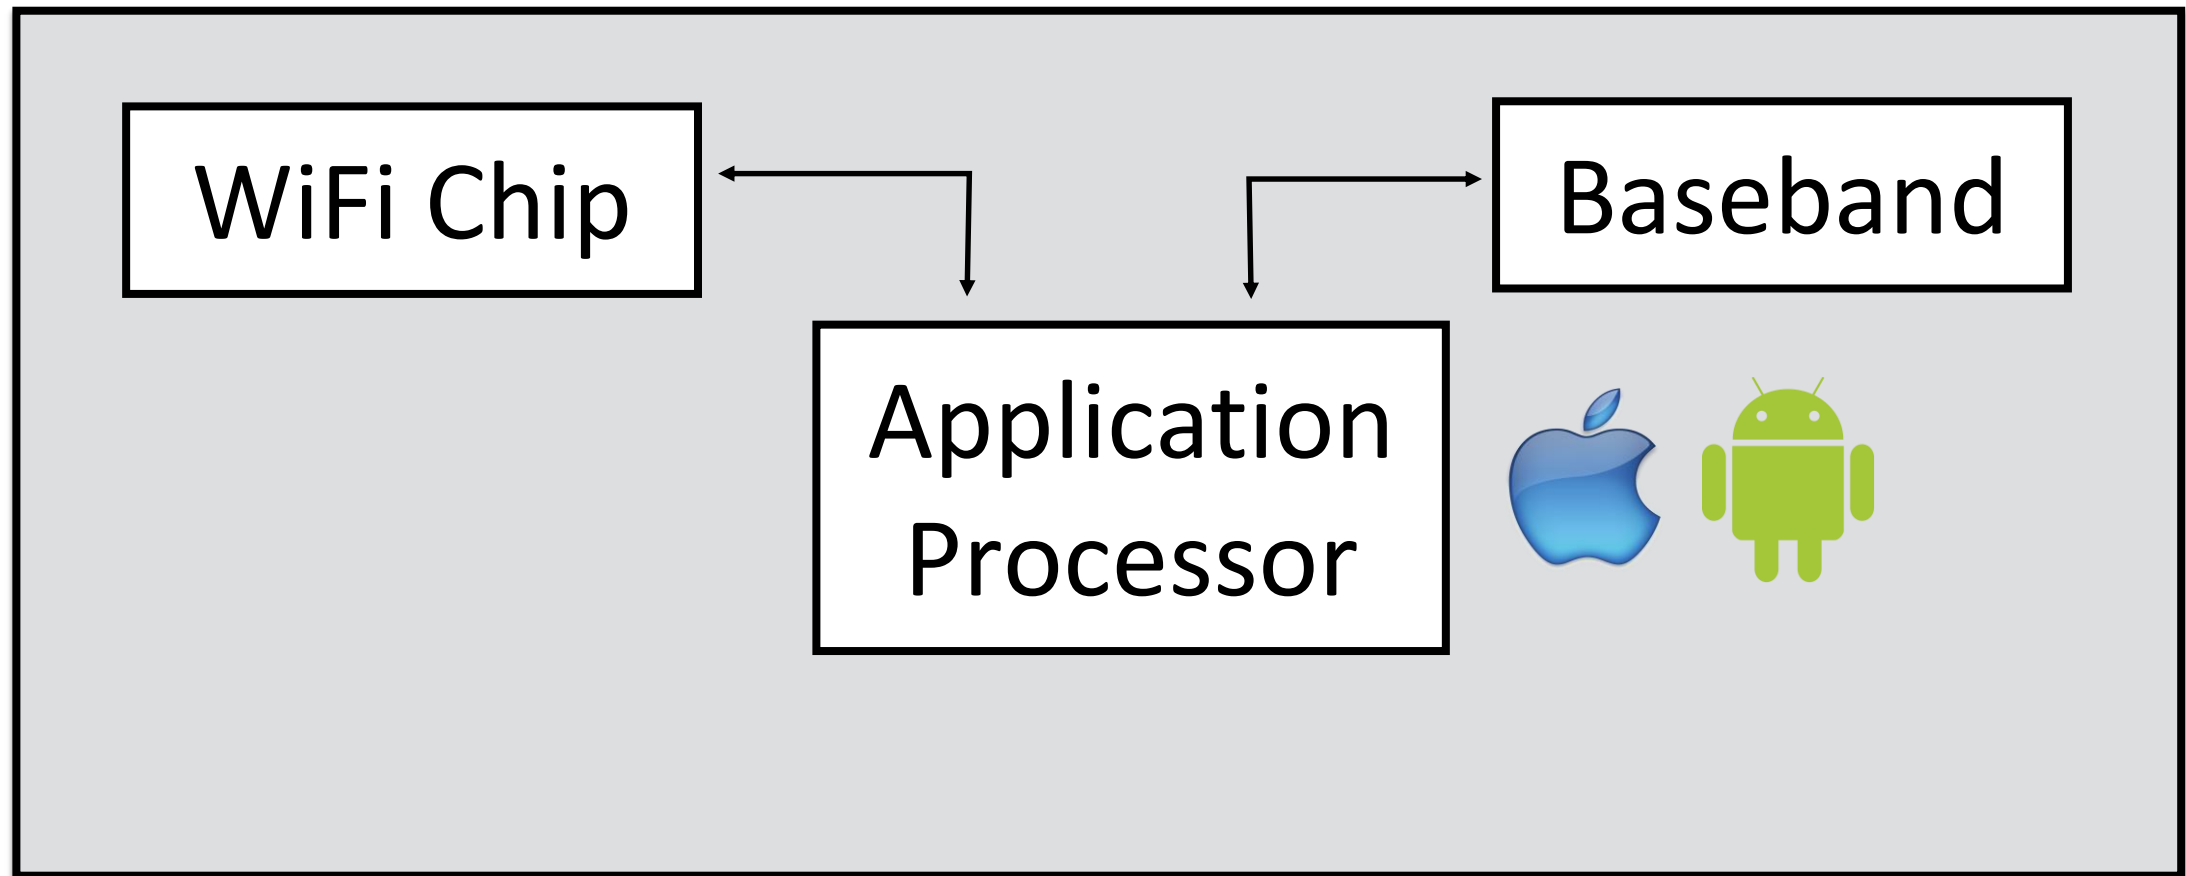 WiFi Chip
Baseband
Application
Processor